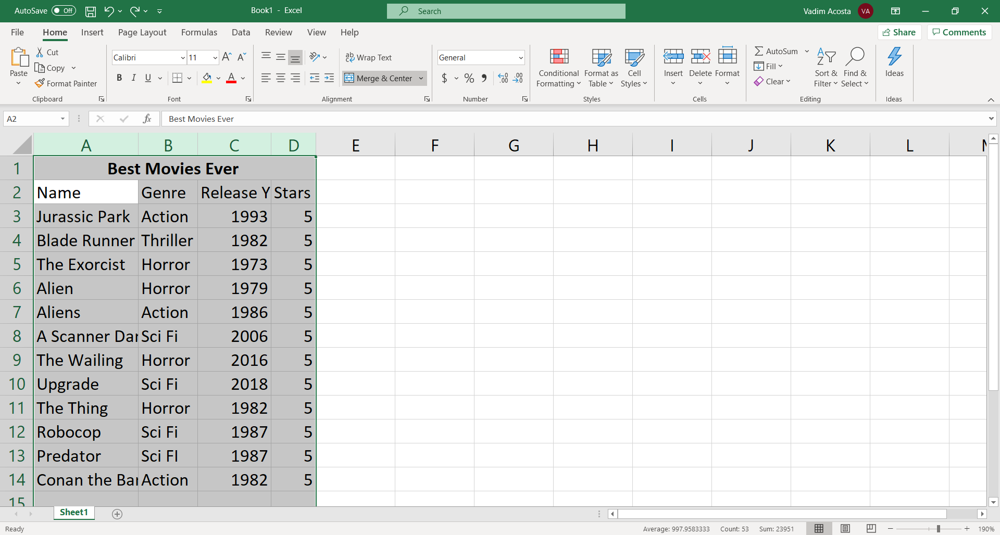 AutoSave Off Book1 - Excel Search Vadim Acosta VA
File Home Insert Page Layout Formulas Data Review View Help Share Comments
Paste Cut Copy Format Painter Clipboard
Calibri 11 B I U A Font
ab Wrap Text Merge & Center Alignment
General $ % Number
Conditional Formatting Format as Table Cell Styles Styles
Insert Delete Format Cells
AutoSum Fill Clear Sort & Filter Find & Select Editing
Ideas Ideas
A2 fx Best Movies Ever
A B C D E F G H I J K L
1 Best Movies Ever
2 Name Genre Release Y Stars
3 Jurassic Park Action 1993 5
4 Blade Runner Thriller 1982 5
5 The Exorcist Horror 1973 5
6 Alien Horror 1979 5
7 Aliens Action 1986 5
8 A Scanner Dar Sci Fi 2006 5
9 The Wailing Horror 2016 5
10 Upgrade Sci Fi 2018 5
11 The Thing Horror 1982 5
12 Robocop Sci Fi 1987 5
13 Predator Sci FI 1987 5
14 Conan the Bar Action 1982 5
15
Sheet1
Ready Average: 997.9583333 Count: 53 Sum: 23951 190%